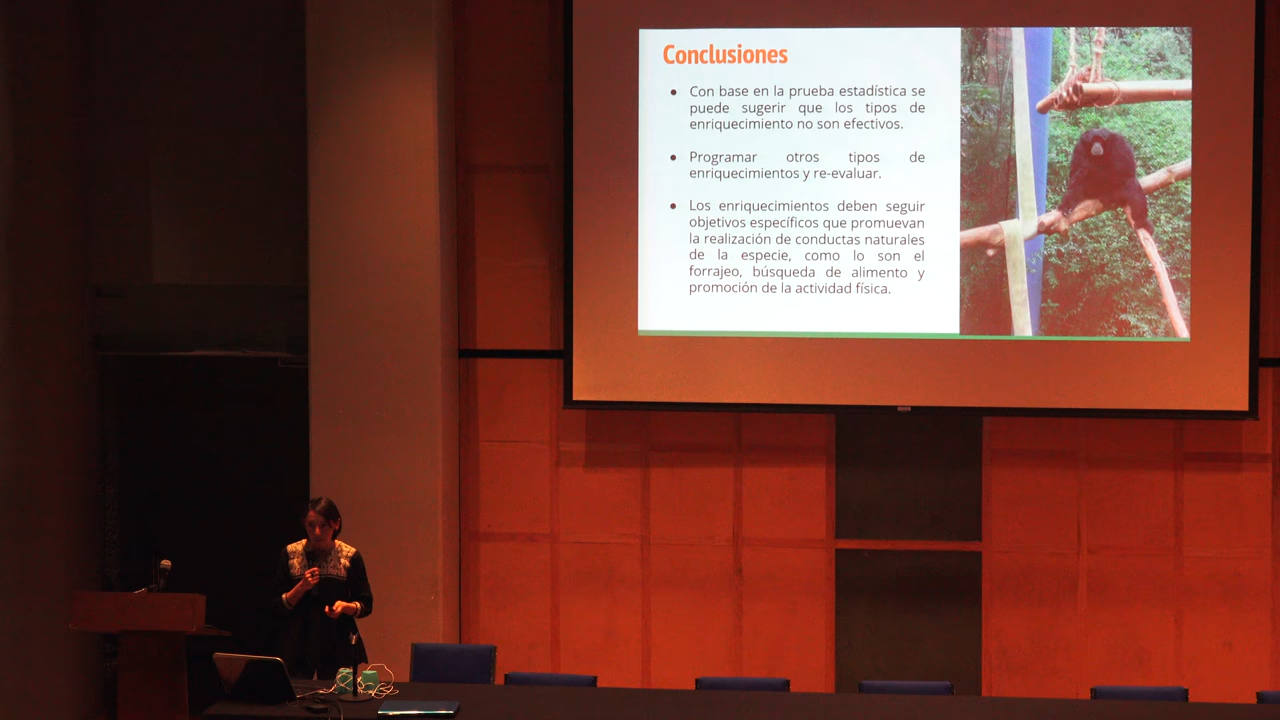 Conclusiones
● Con base en la prueba estadística se
puede sugerir que los tipos de
enriquecimiento no son efectivos.
● Programar otros tipos de
enriquecimientos y re-evaluar.
● Los enriquecimientos deben seguir
objetivos específicos que promuevan
la realización de conductas naturales
de la especie, como lo son el
forrajeo, búsqueda de alimento y
promoción de la actividad física.